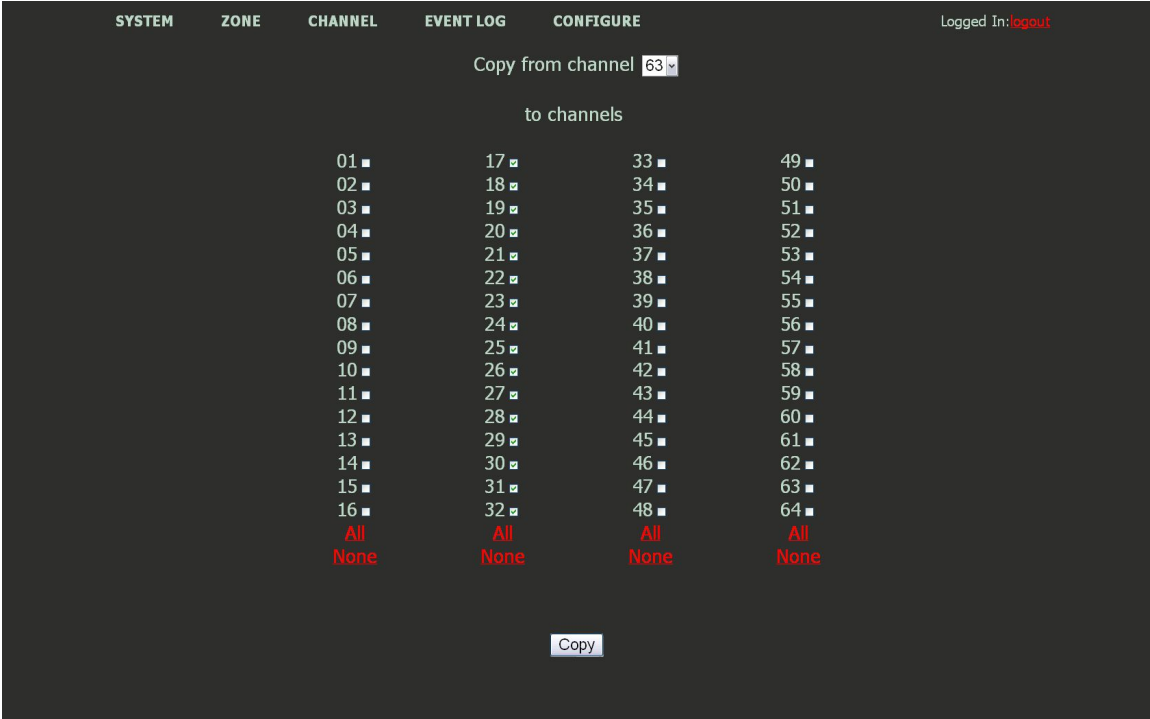 SYSTEM ZONE CHANNEL EVENT LOG CONFIGURE Logged In:logout
Copy from channel 63
to channels
01 17 33 49
02 18 34 50
03 19 35 51
04 20 36 52
05 21 37 53
06 22 38 54
07 23 39 55
08 24 40 56
09 25 41 57
10 26 42 58
11 27 43 59
12 28 44 60
13 29 45 61
14 30 46 62
15 31 47 63
16 32 48 64
All All All All
None None None None
Copy